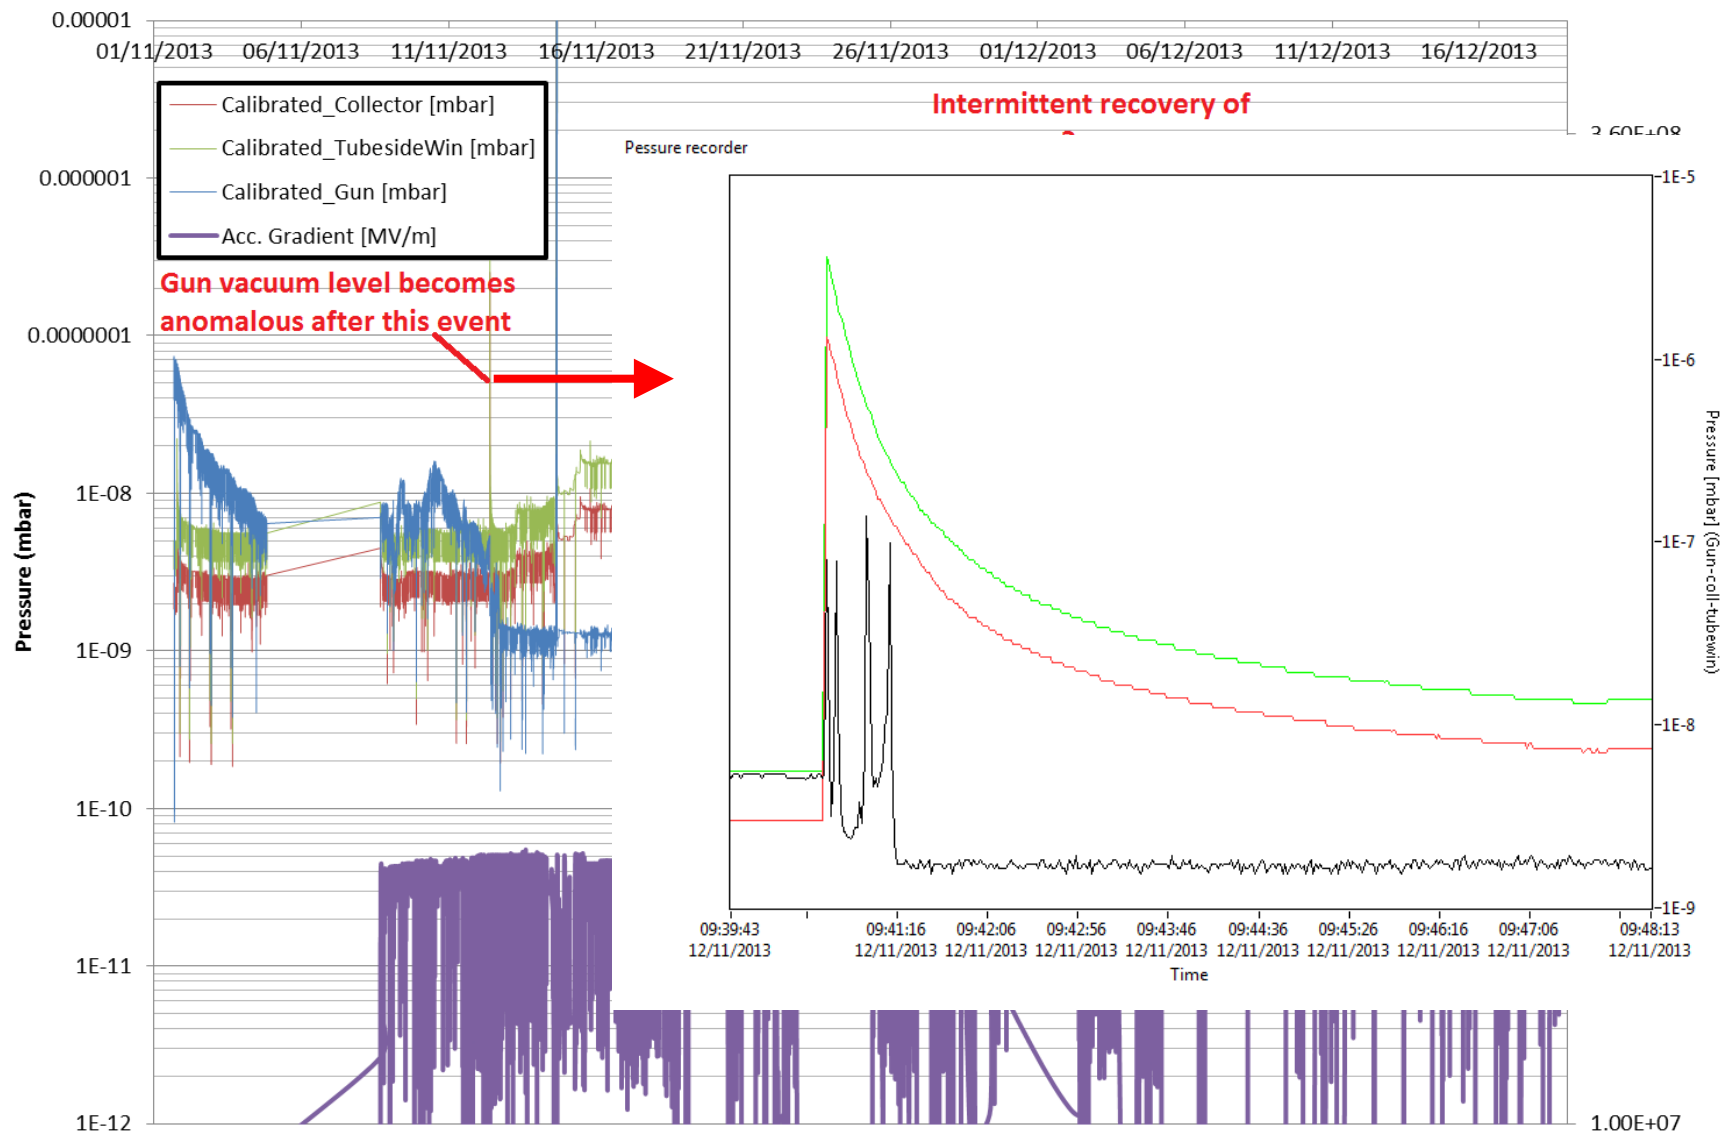 0.00001
01/11/2013 06/11/2013 11/11/2013 16/11/2013 21/11/2013 26/11/2013 01/12/2013 06/12/2013 11/12/2013 16/12/2013
Calibrated_Collector [mbar]
Calibrated_TubesideWin [mbar]
Calibrated_Gun [mbar]
Acc. Gradient [MV/m]
Intermittent recovery of
3.60E+08
0.000001
Gun vacuum level becomes
anomalous after this event
0.0000001
1E-08
1E-09
1E-10
1E-11
1E-12
Pressure (mbar)
Pessure recorder
1E-5
1E-6
1E-7
1E-8
1E-9
Pressure [mbar] (Gun-coll-tubewin)
09:39:43 09:41:16 09:42:06 09:42:56 09:43:46 09:44:36 09:45:26 09:46:16 09:47:06 09:48:13
12/11/2013 12/11/2013 12/11/2013 12/11/2013 12/11/2013 12/11/2013 12/11/2013 12/11/2013 12/11/2013 12/11/2013
Time
1.00E+07